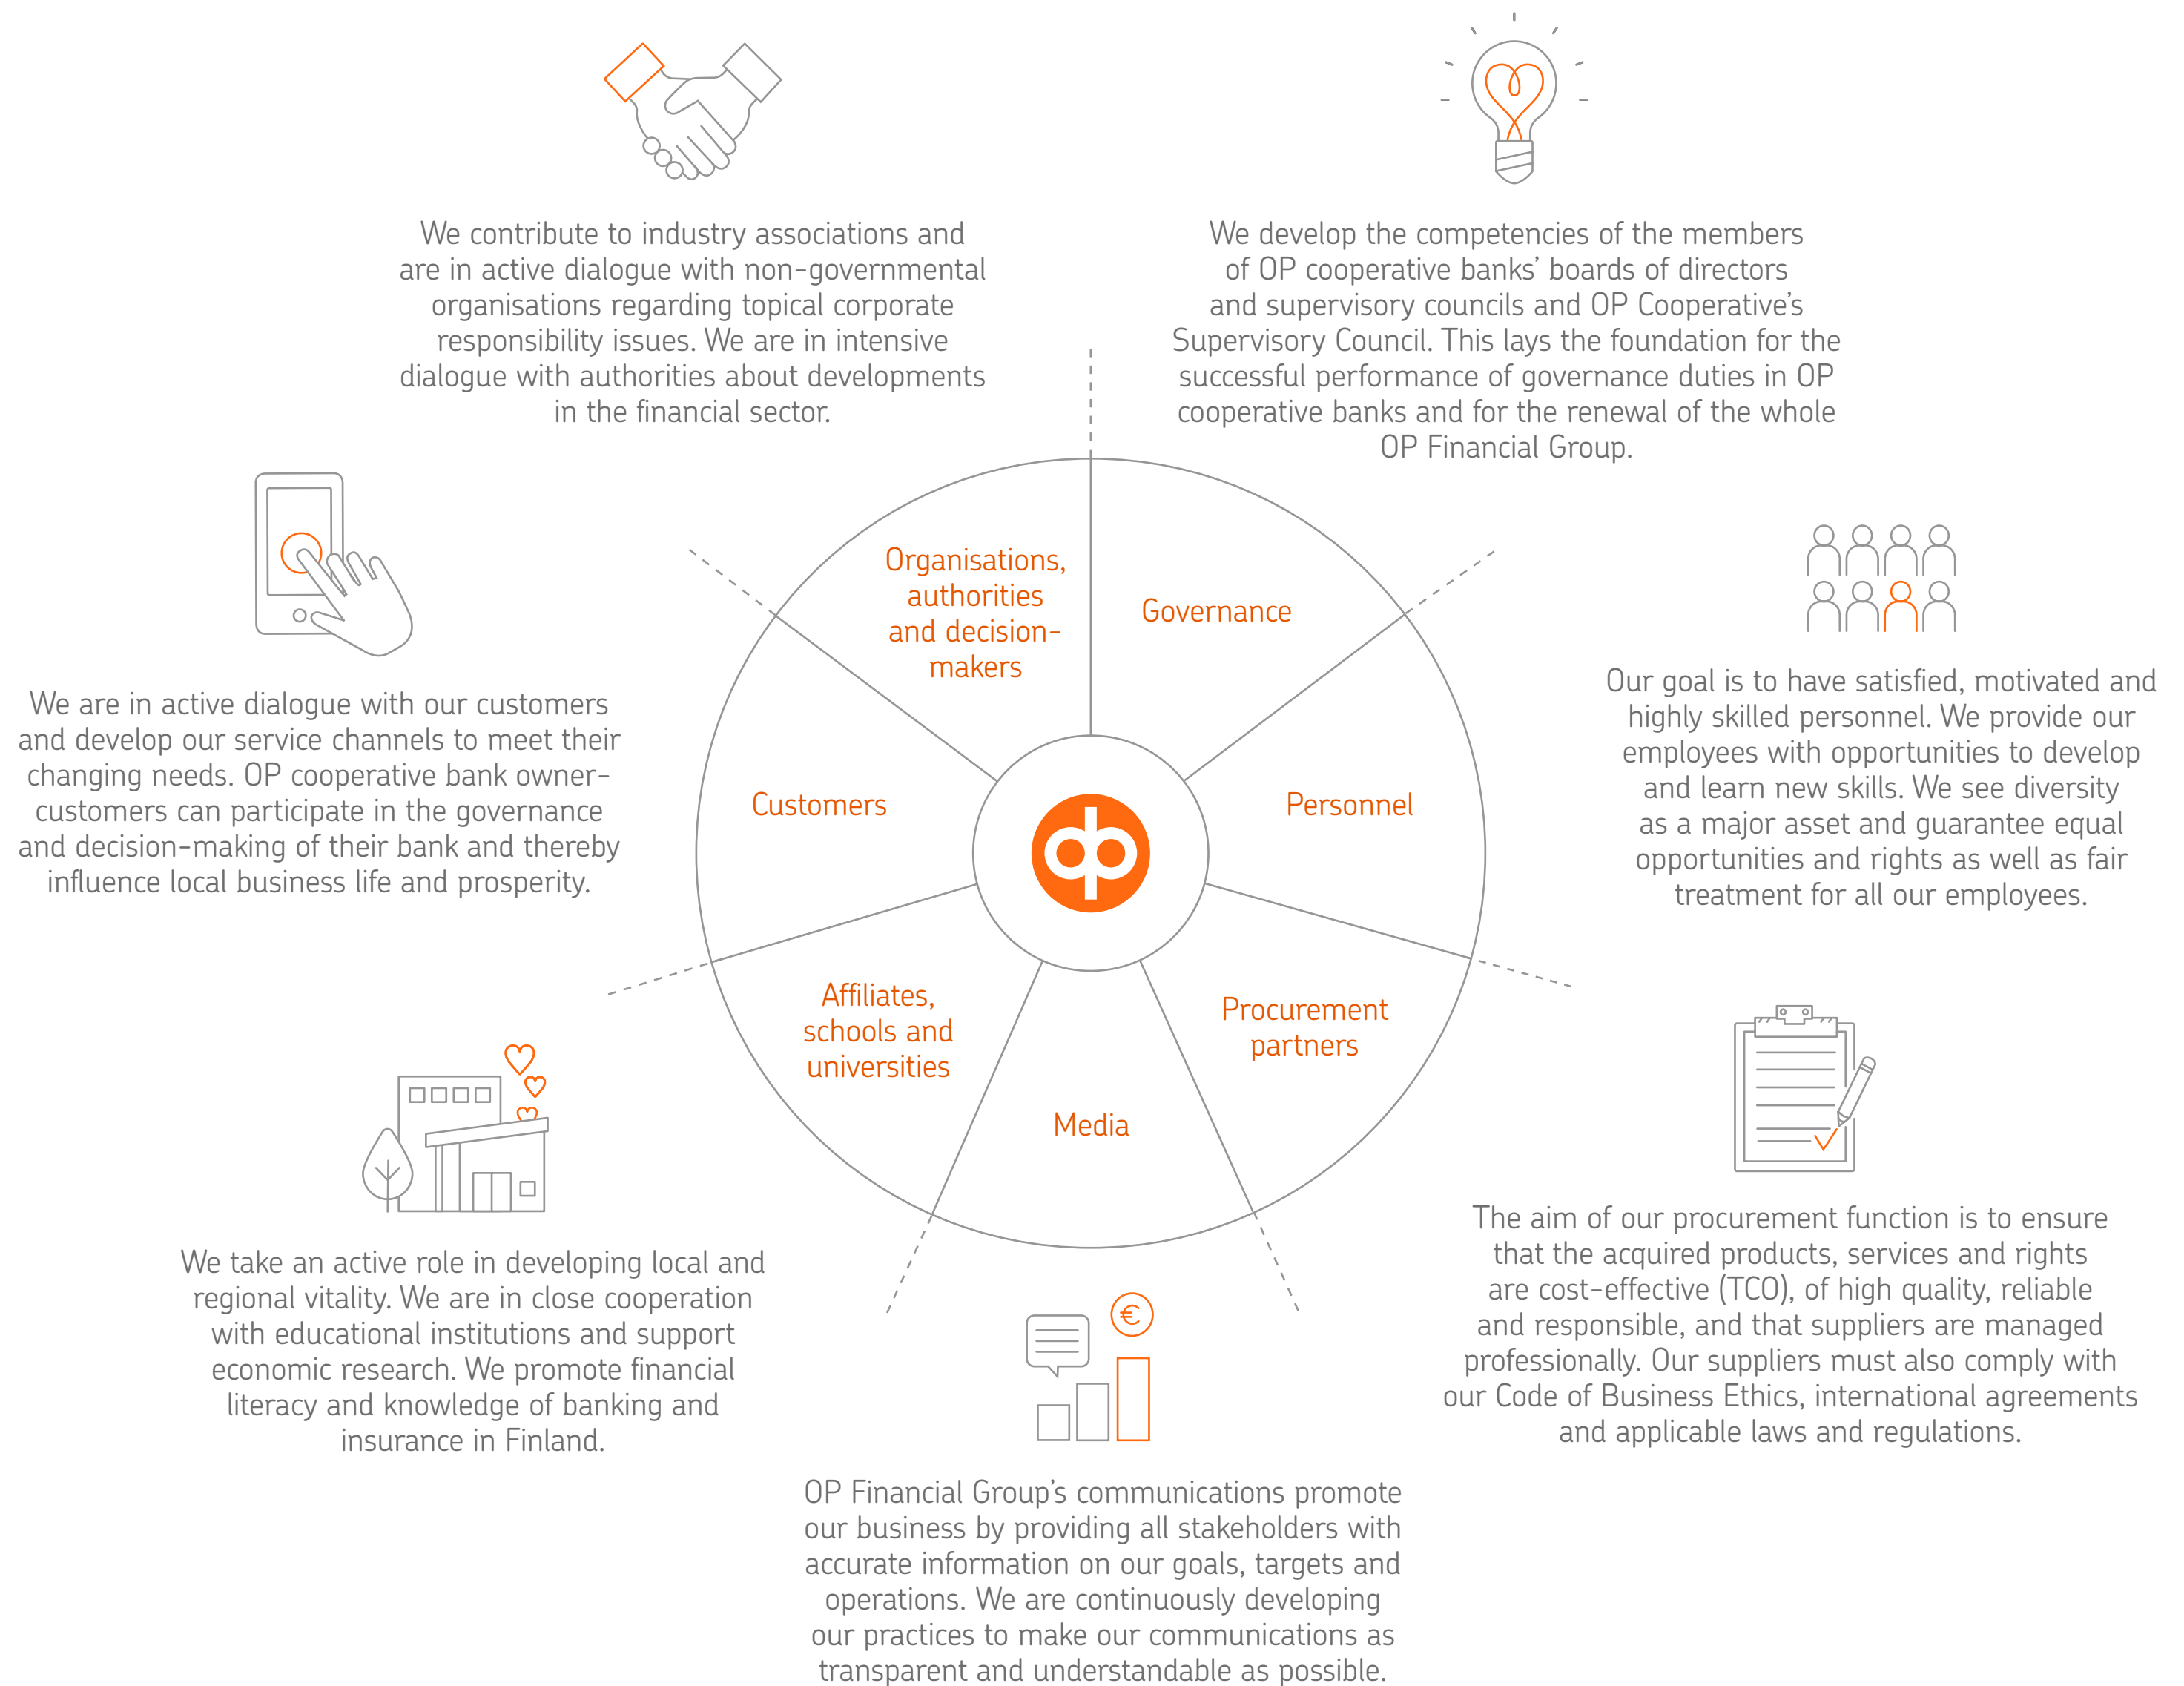 We contribute to industry associations and
are in active dialogue with non-governmental
organisations regarding topical corporate
responsibility issues. We are in intensive
dialogue with authorities about developments
in the financial sector.
We develop the competencies of the members
of OP cooperative banks’ boards of directors
and supervisory councils and OP Cooperative’s
Supervisory Council. This lays the foundation for the
successful performance of governance duties in OP
cooperative banks and for the renewal of the whole
OP Financial Group.
We are in active dialogue with our customers
and develop our service channels to meet their
changing needs. OP cooperative bank owner-
customers can participate in the governance
and decision-making of their bank and thereby
influence local business life and prosperity.
Organisations,
authorities
and decision-
makers
Governance
Customers
Personnel
Affiliates,
schools and
universities
Procurement
partners
Media
op
Our goal is to have satisfied, motivated and
highly skilled personnel. We provide our
employees with opportunities to develop
and learn new skills. We see diversity
as a major asset and guarantee equal
opportunities and rights as well as fair
treatment for all our employees.
We take an active role in developing local and
regional vitality. We are in close cooperation
with educational institutions and support
economic research. We promote financial
literacy and knowledge of banking and
insurance in Finland.
The aim of our procurement function is to ensure
that the acquired products, services and rights
are cost-effective (TCO), of high quality, reliable
and responsible, and that suppliers are managed
professionally. Our suppliers must also comply with
our Code of Business Ethics, international agreements
and applicable laws and regulations.
€
OP Financial Group’s communications promote
our business by providing all stakeholders with
accurate information on our goals, targets and
operations. We are continuously developing
our practices to make our communications as
transparent and understandable as possible.